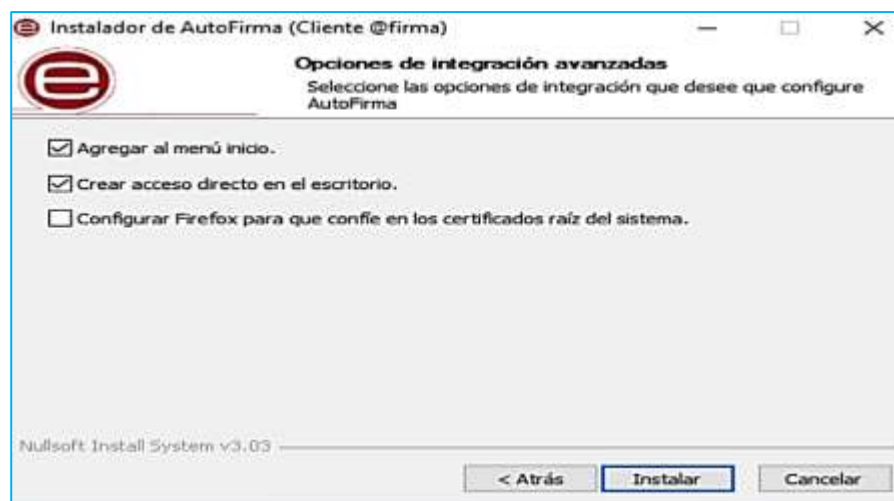 Instalador de AutoFirma (Cliente @firma)
Opciones de integración avanzadas
Seleccione las opciones de integración que desee que configure
AutoFirma
Agregar al menú inicio.
Crear acceso directo en el escritorio.
Configurar Firefox para que confíe en los certificados raíz del sistema.
Nullsoft Install System v3.03
< Atrás
Instalar
Cancelar